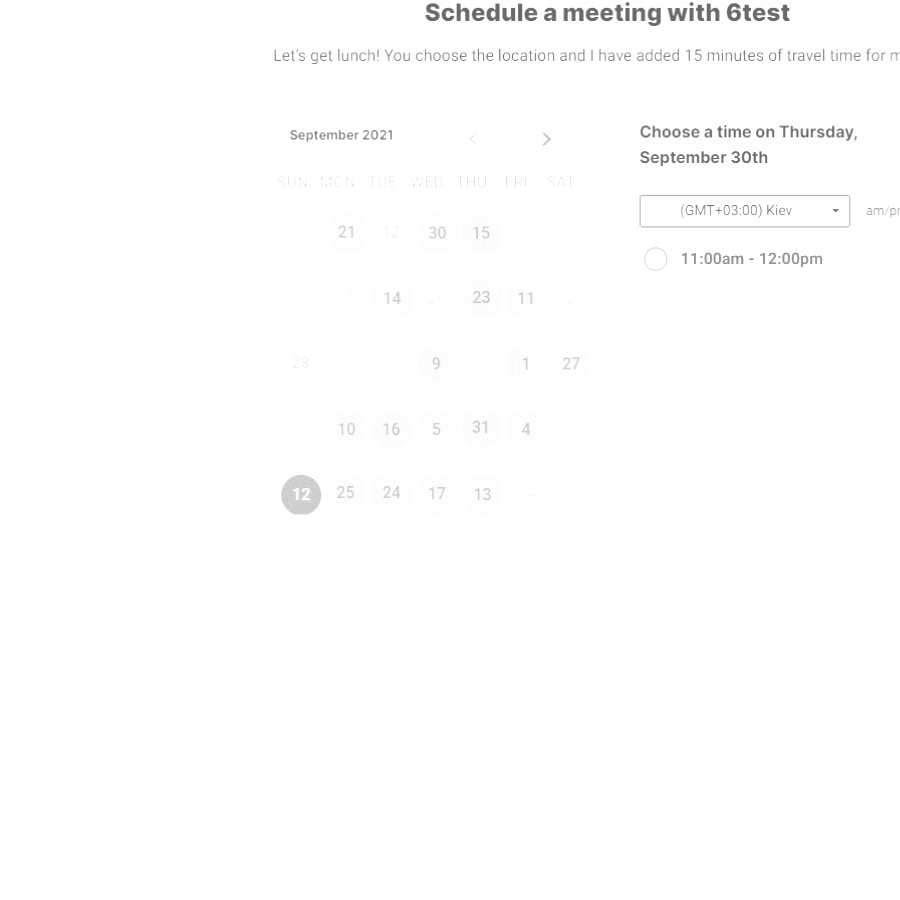 Schedule a meeting with 6test
Let's get lunch! You choose the location and I have added 15 minutes of travel time for m
September 2021
SUN MON TUE WED THU FRI SAT
21 12 30 15
14 23 11
28 9 1 27
10 16 5 31 4
12 25 24 17 13
Choose a time on Thursday,
September 30th
(GMT+03:00) Kiev am/p
11:00am - 12:00pm